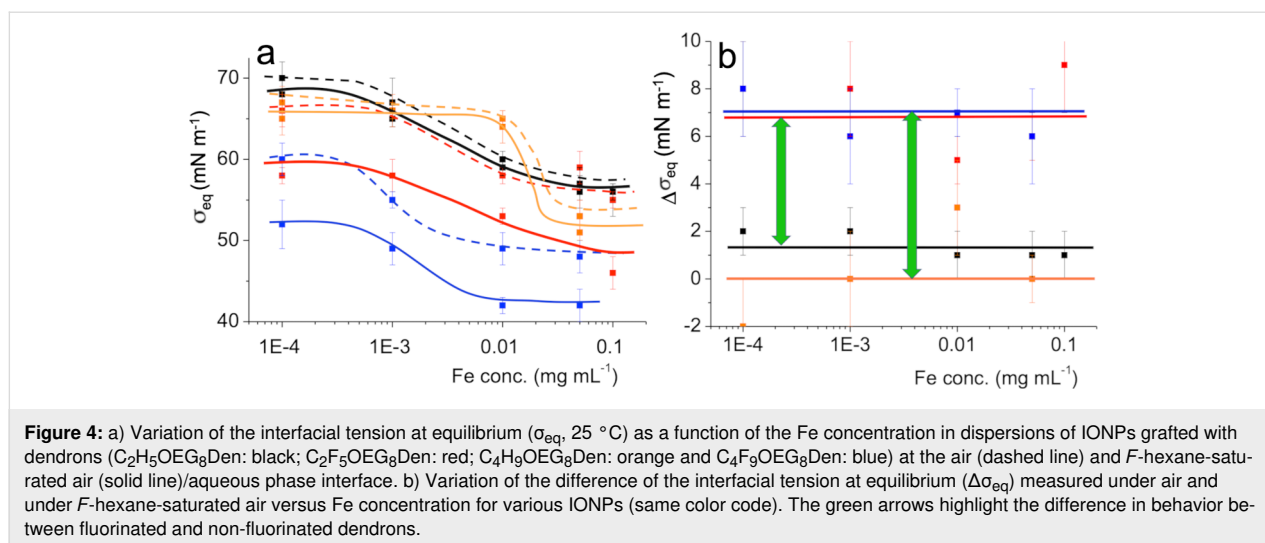 a
b
70
60
50
40
σeq (mN m-1)
1E-4 1E-3 0.01 0.1
Fe conc. (mg mL-1)
10
8
6
4
2
0
-2
Δσeq (mN m-1)
1E-4 1E-3 0.01 0.1
Fe conc. (mg mL-1)
Figure 4: a) Variation of the interfacial tension at equilibrium (σeq, 25 °C) as a function of the Fe concentration in dispersions of IONPs grafted with
dendrons (C2H5OEG8Den: black; C2F5OEG8Den: red; C4H9OEG8Den: orange and C4F9OEG8Den: blue) at the air (dashed line) and F-hexane-satu-
rated air (solid line)/aqueous phase interface. b) Variation of the difference of the interfacial tension at equilibrium (Δσeq) measured under air and
under F-hexane-saturated air versus Fe concentration for various IONPs (same color code). The green arrows highlight the difference in behavior be-
tween fluorinated and non-fluorinated dendrons.